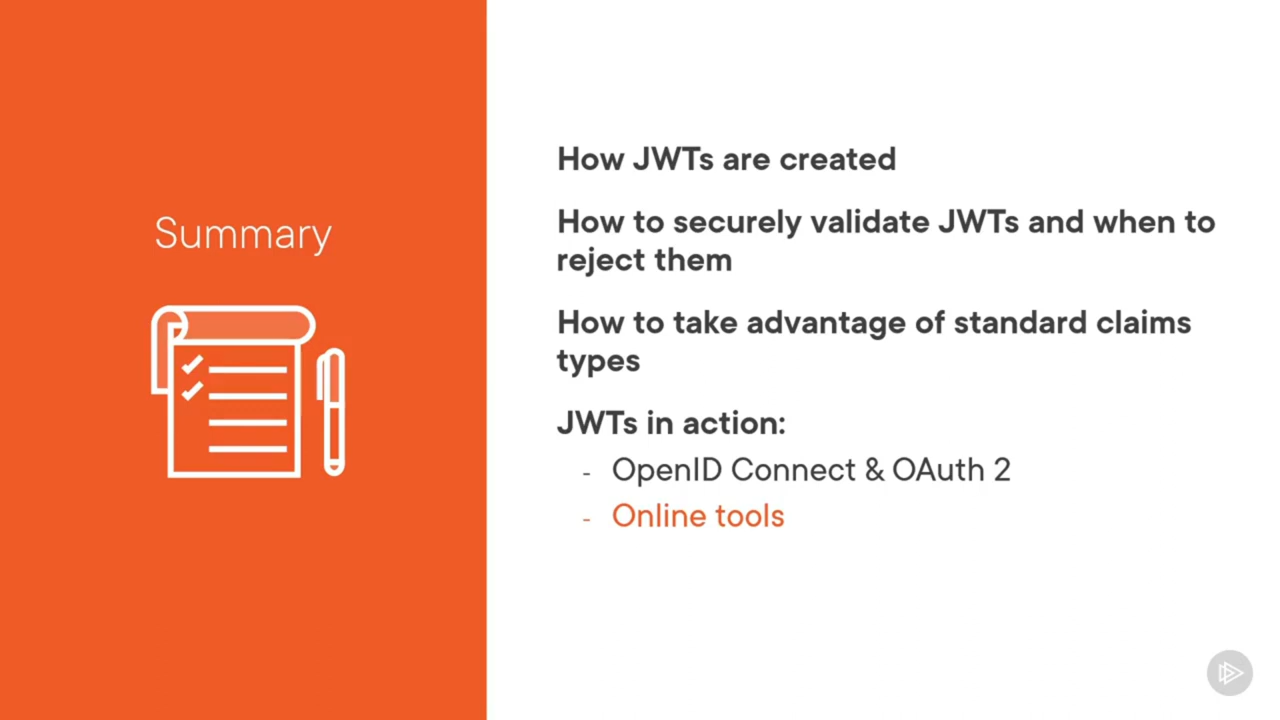 Summary
How JWTs are created
How to securely validate JWTs and when to
reject them
How to take advantage of standard claims
types
JWTs in action:
- OpenID Connect & OAuth 2
- Online tools